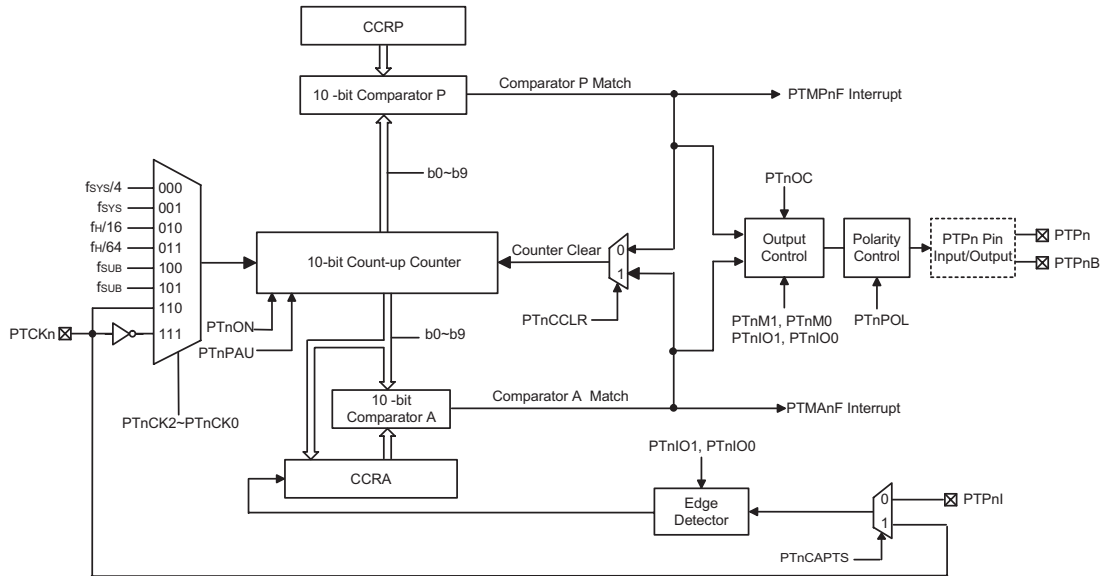 CCRP
10 -bit Comparator P
Comparator P Match
PTMPnF Interrupt
b0~b9
fSYS/4
000
fSYS
001
fH/16
010
fH/64
011
fSUB
100
fSUB
101
110
111
PTCKn
PTnCK2~PTnCK0
10-bit Count-up Counter
PTnON
PTnPAU
Counter Clear
0
1
PTnCCLR
PTnOC
Output
Control
PTnM1, PTnM0
PTnIO1, PTnIO0
Polarity
Control
PTnPOL
PTPn Pin
Input/Output
PTPn
PTPnB
b0~b9
10 -bit
Comparator A
Comparator A Match
PTMAnF Interrupt
CCRA
PTnIO1, PTnIO0
Edge
Detector
0
1
PTPnI
PTnCAPTS